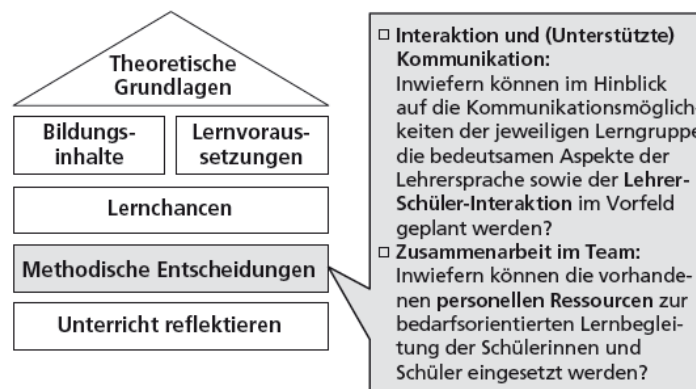 Theoretische
Grundlagen
Bildungs-
inhalte
Lernvoraus-
setzungen
Lernchancen
Methodische Entscheidungen
Unterricht reflektieren
□ Interaktion und (Unterstützte)
Kommunikation:
Inwiefern können im Hinblick
auf die Kommunikationsmöglich-
keiten der jeweiligen Lerngruppe
die bedeutsamen Aspekte der
Lehrersprache sowie der Lehrer-
Schüler-Interaktion im Vorfeld
geplant werden?
□ Zusammenarbeit im Team:
Inwiefern können die vorhande-
nen personellen Ressourcen zur
bedarfsorientierten Lernbeglei-
tung der Schülerinnen und
Schüler eingesetzt werden?